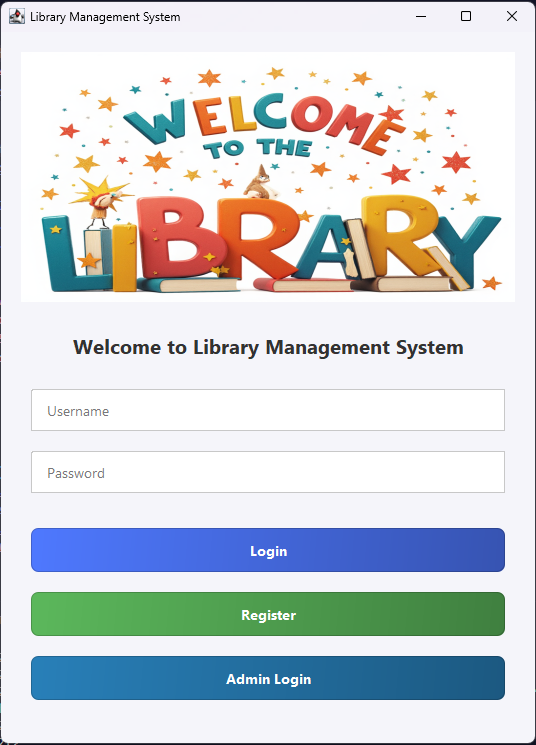 Library Management System
WELCOME
TO THE
LIBRARY
Welcome to Library Management System
Username
Password
Login
Register
Admin Login